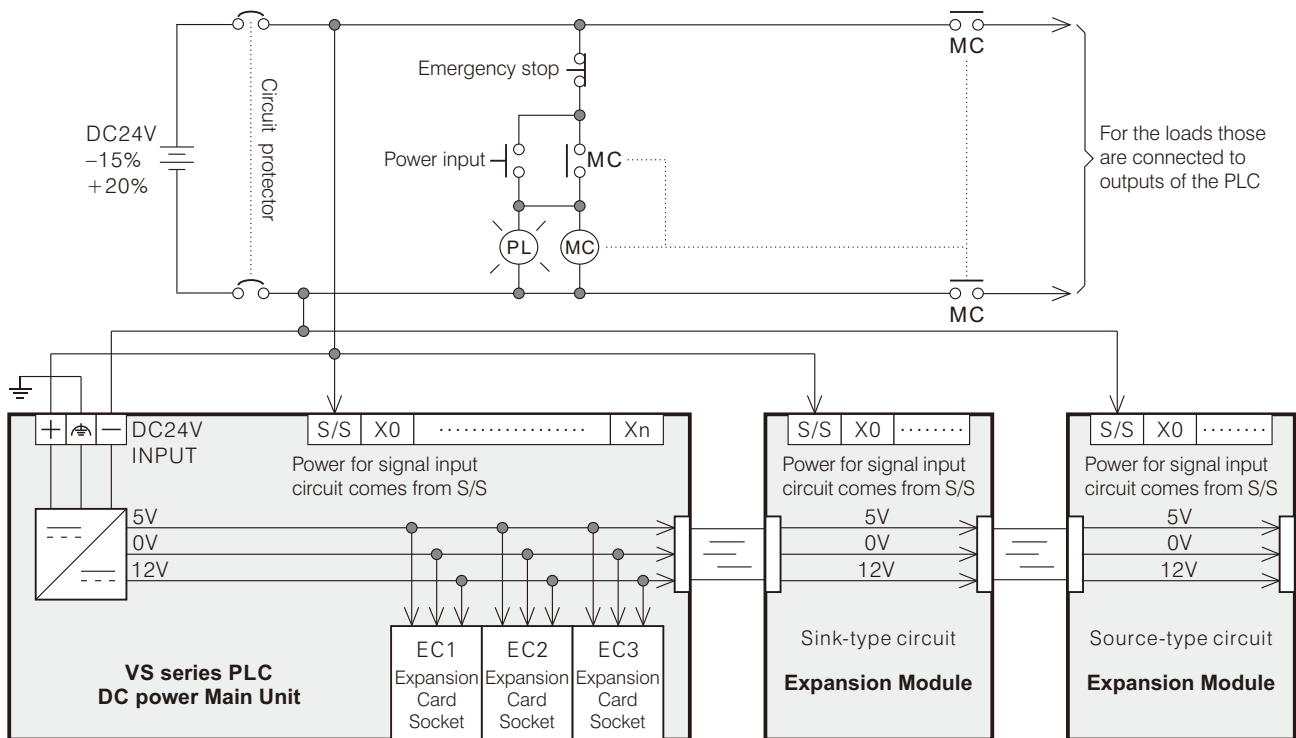 MC
Emergency stop
Circuit protector
DC24V
–15%
+20%
Power input
MC
For the loads those
are connected to
outputs of the PLC
PL
MC
MC
+
—
DC24V
INPUT
S/S
X0
..................
Xn
Power for signal input
circuit comes from S/S
5V
0V
12V
EC1
Expansion
Card
Socket
EC2
Expansion
Card
Socket
EC3
Expansion
Card
Socket
VS series PLC
DC power Main Unit
S/S
X0
........
Power for signal input
circuit comes from S/S
5V
0V
12V
Sink-type circuit
Expansion Module
S/S
X0
........
Power for signal input
circuit comes from S/S
5V
0V
12V
Source-type circuit
Expansion Module